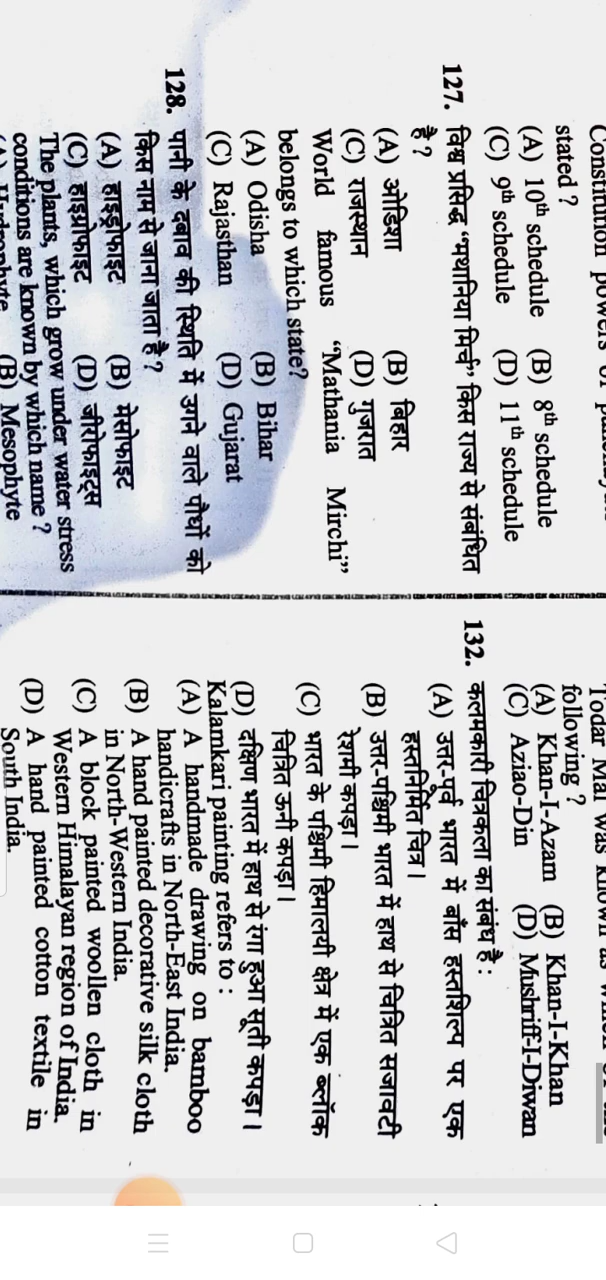 Constitution powers of
stated ?
(A) 10th schedule (B) 8th schedule
(C) 9th schedule (D) 11th schedule
127. विश्व प्रसिद्ध “मथानिया मिर्च” किस राज्य से संबंधित
है ?
(A) ओडिशा (B) बिहार
(C) राजस्थान (D) गुजरात
World famous “Mathania Mirchi”
belongs to which state?
(A) Odisha (B) Bihar
(C) Rajasthan (D) Gujarat
128. पानी के दबाव की स्थिति में उगने वाले पौधों को
किस नाम से जाना जाता है ?
(A) हाइड्रोफाइट (B) मेसोफाइट
(C) हाइग्रोफाइट (D) जीरोफाइट्स
The plants, which grow under water stress
conditions are known by which name ?
(A) Hydrophyte (B) Mesophyte
Todar Mal was known as
following ?
(A) Khan-I-Azam (B) Khan-I-Khan
(C) Aziao-Din (D) Mushriff-I-Diwan
132. कलमकारी चित्रकला का संबंध है :
(A) उत्तर-पूर्व भारत में बाँस हस्तशिल्प पर एक
हस्तनिर्मित चित्र।
(B) उत्तर-पश्चिमी भारत में हाथ से चित्रित सजावटी
रेशमी कपड़ा।
(C) भारत के पश्चिमी हिमालयी क्षेत्र में एक ब्लॉक
चित्रित ऊनी कपड़ा।
(D) दक्षिण भारत में हाथ से रंगा हुआ सूती कपड़ा।
Kalamkari painting refers to :
(A) A handmade drawing on bamboo
handicrafts in North-East India.
(B) A hand painted decorative silk cloth
in North-Western India.
(C) A block painted woollen cloth in
Western Himalayan region of India.
(D) A hand painted cotton textile in
South India.